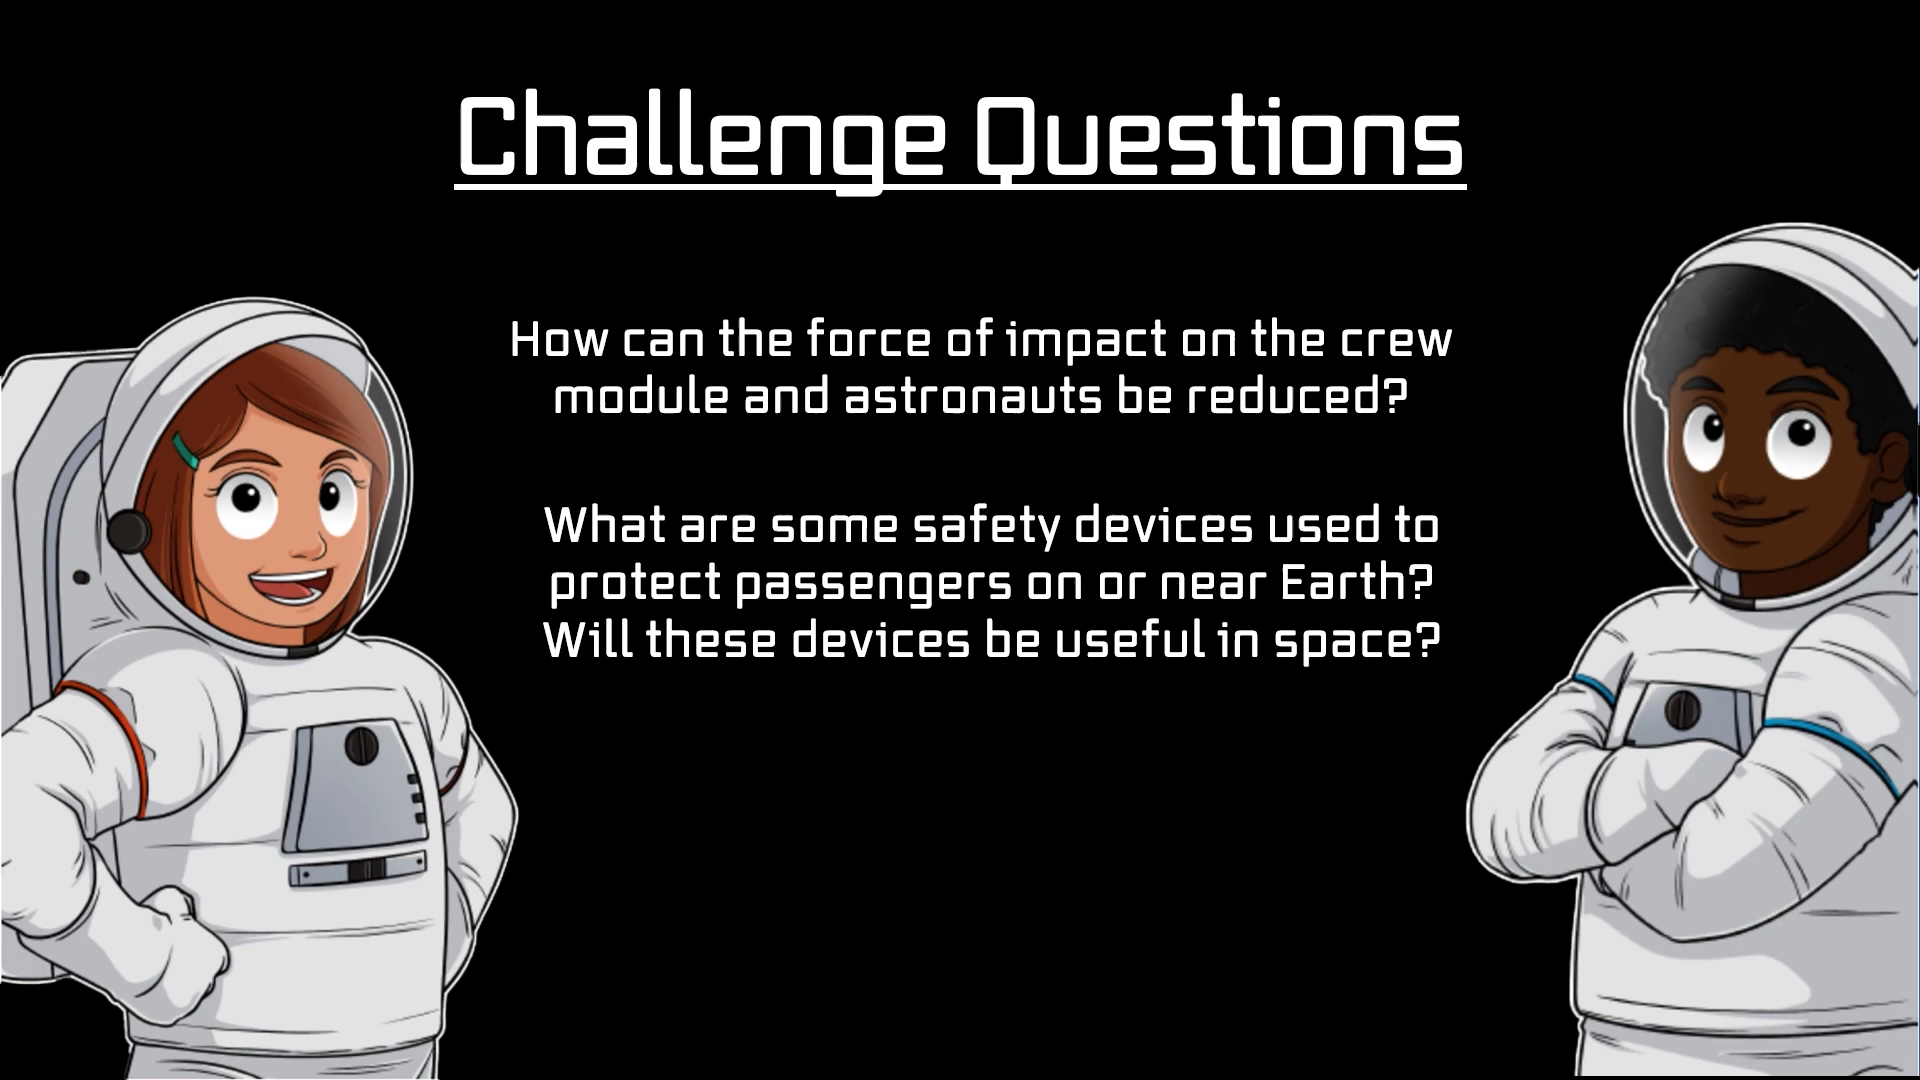 Challenge Questions
How can the force of impact on the crew
module and astronauts be reduced?
What are some safety devices used to
protect passengers on or near Earth?
Will these devices be useful in space?